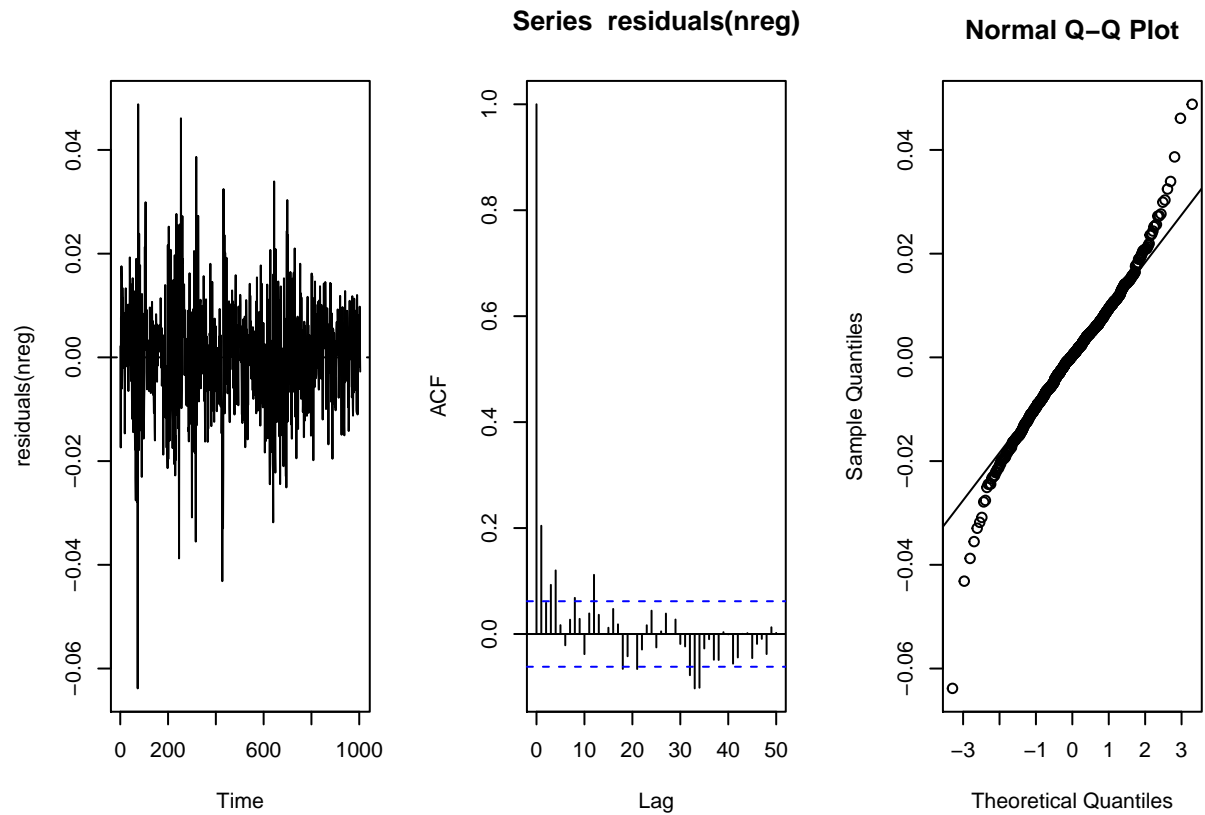 Series residuals(nreg)
Normal Q−Q Plot
residuals(nreg)
0.04
0.02
0.00
−0.02
−0.04
−0.06
0 200 600 1000
Time
ACF
1.0
0.8
0.6
0.4
0.2
0.0
0 10 20 30 40 50
Lag
Sample Quantiles
0.04
0.02
0.00
−0.02
−0.04
−0.06
−3 −1 0 1 2 3
Theoretical Quantiles